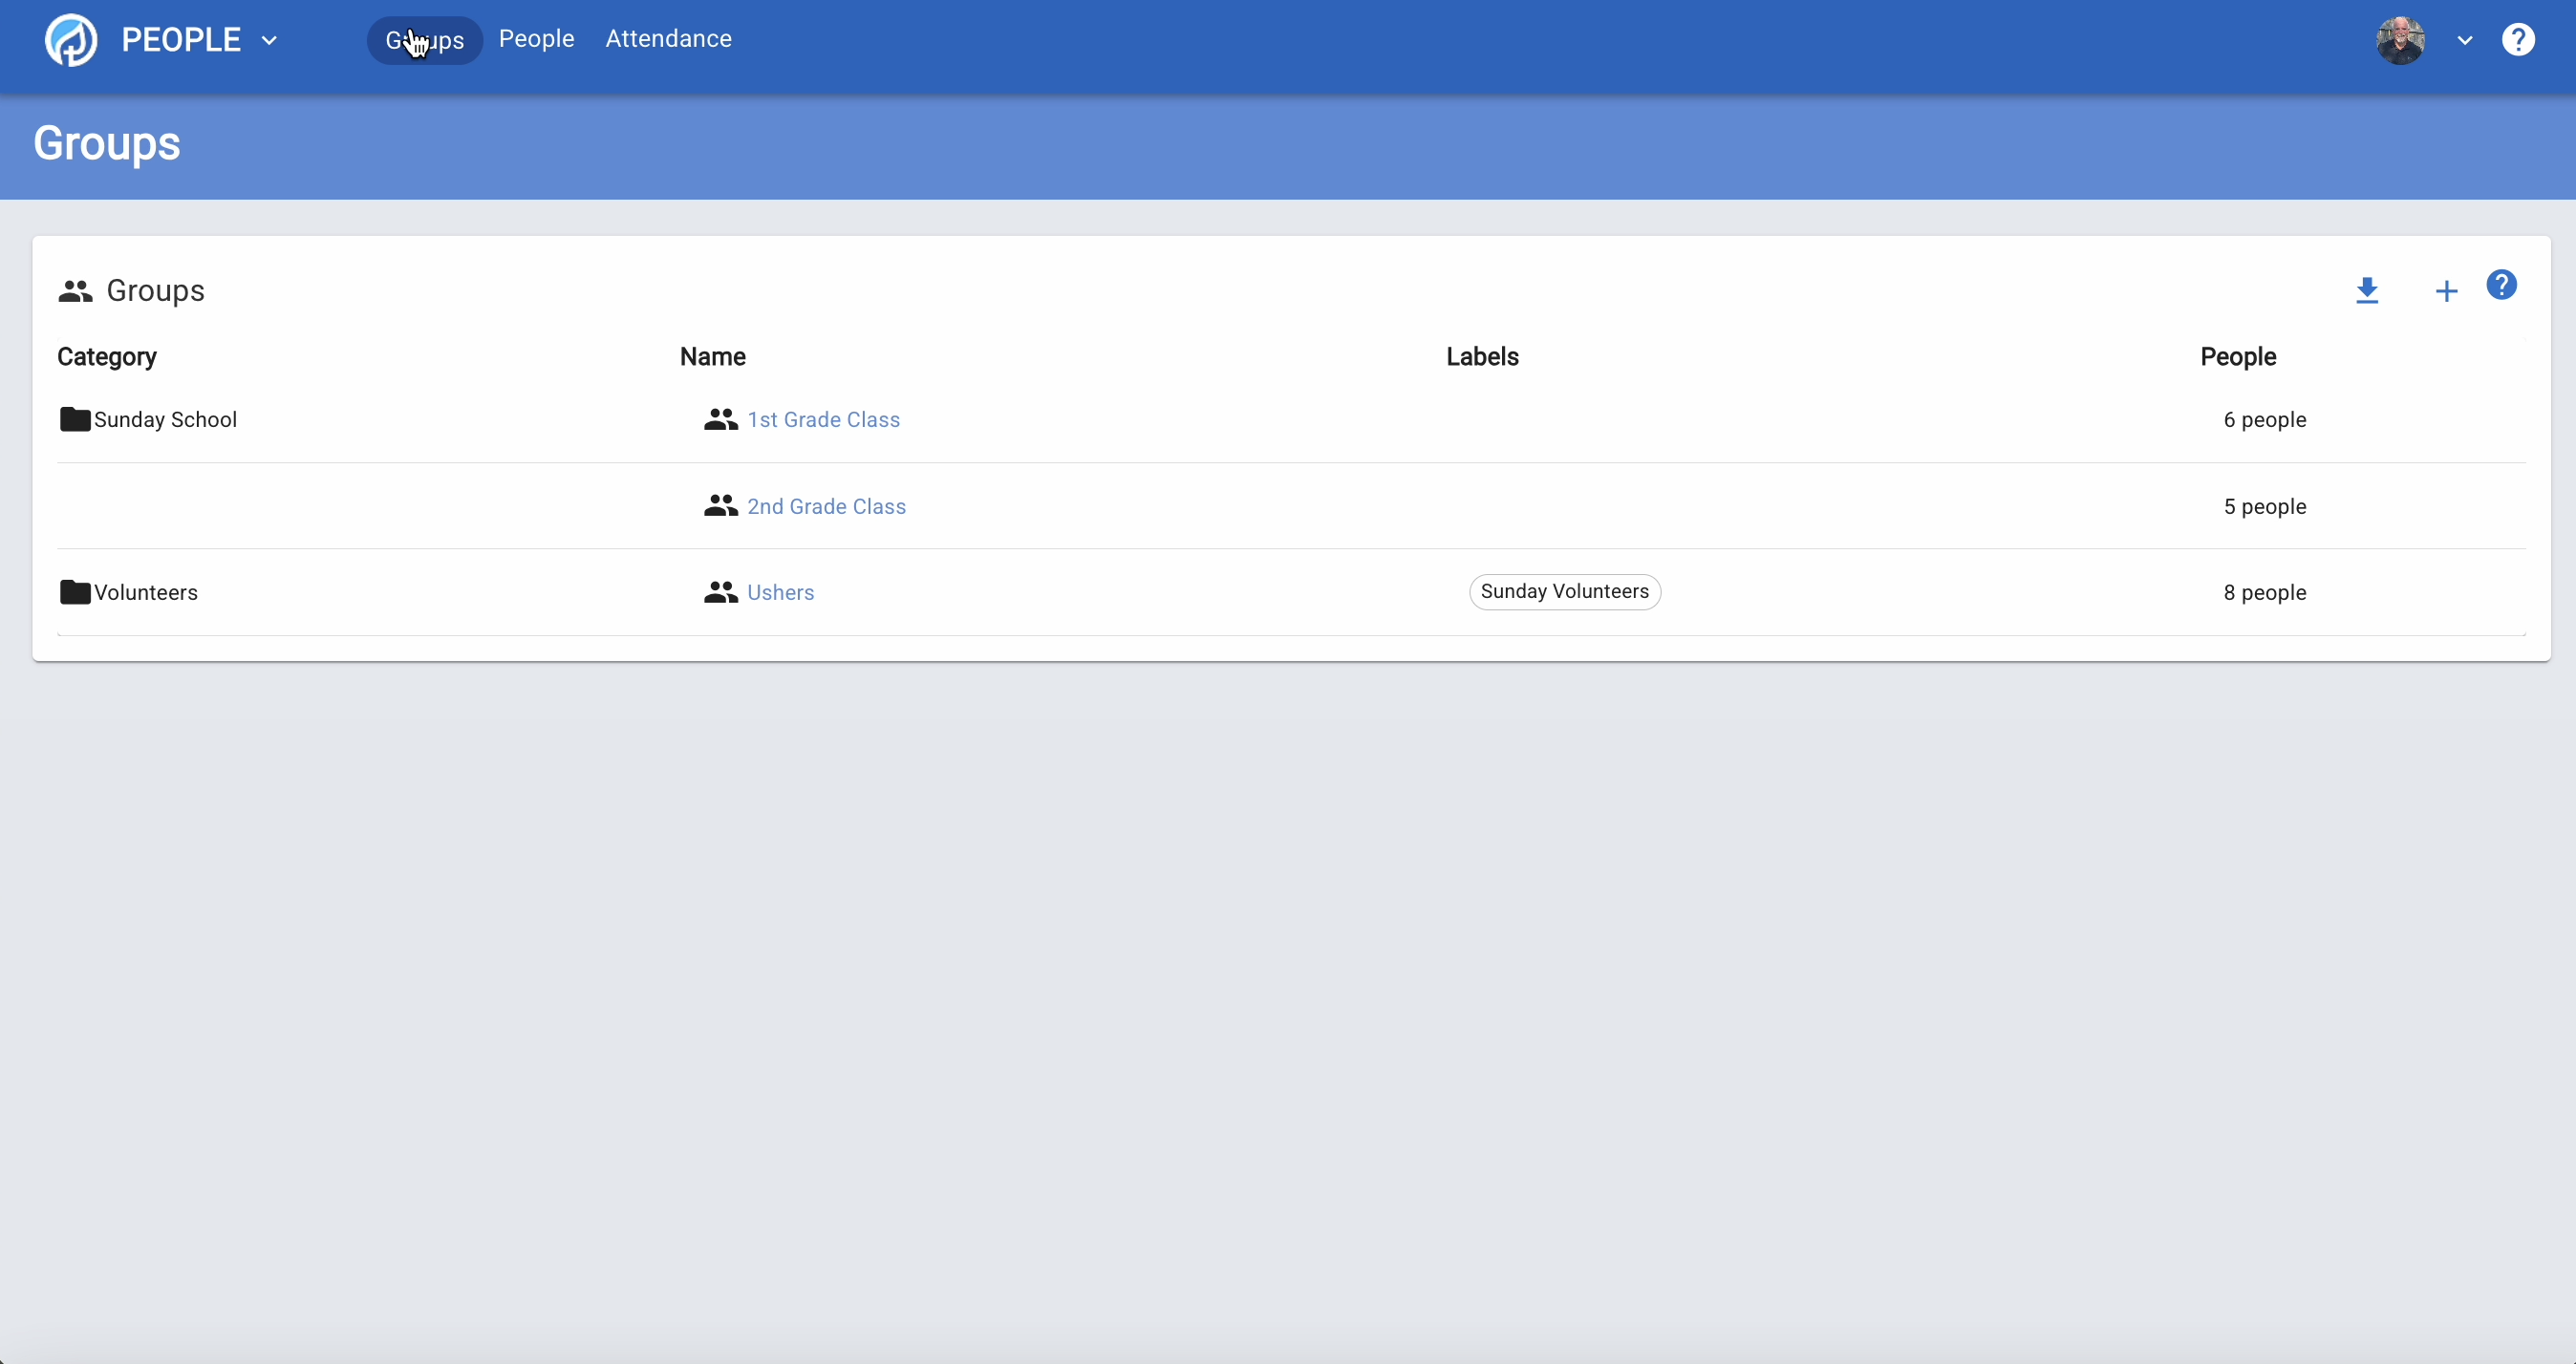 PEOPLE Groups People Attendance ?
Groups
Groups ?
Category Name Labels People
Sunday School 1st Grade Class 6 people
2nd Grade Class 5 people
Volunteers Ushers Sunday Volunteers 8 people